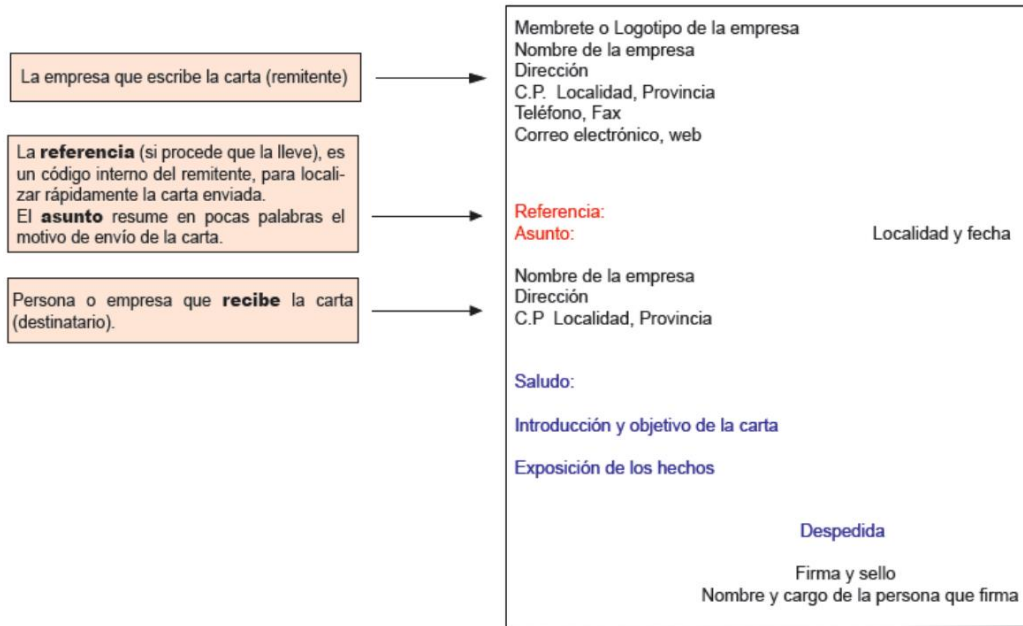 La empresa que escribe la carta (remitente)
La referencia (si procede que la lleve), es
un código interno del remitente, para locali-
zar rápidamente la carta enviada.
El asunto resume en pocas palabras el
motivo de envío de la carta.
Persona o empresa que recibe la carta
(destinatario).
Membrete o Logotipo de la empresa
Nombre de la empresa
Dirección
C.P. Localidad, Provincia
Teléfono, Fax
Correo electrónico, web
Referencia:
Asunto: Localidad y fecha
Nombre de la empresa
Dirección
C.P Localidad, Provincia
Saludo:
Introducción y objetivo de la carta
Exposición de los hechos
Despedida
Firma y sello
Nombre y cargo de la persona que firma